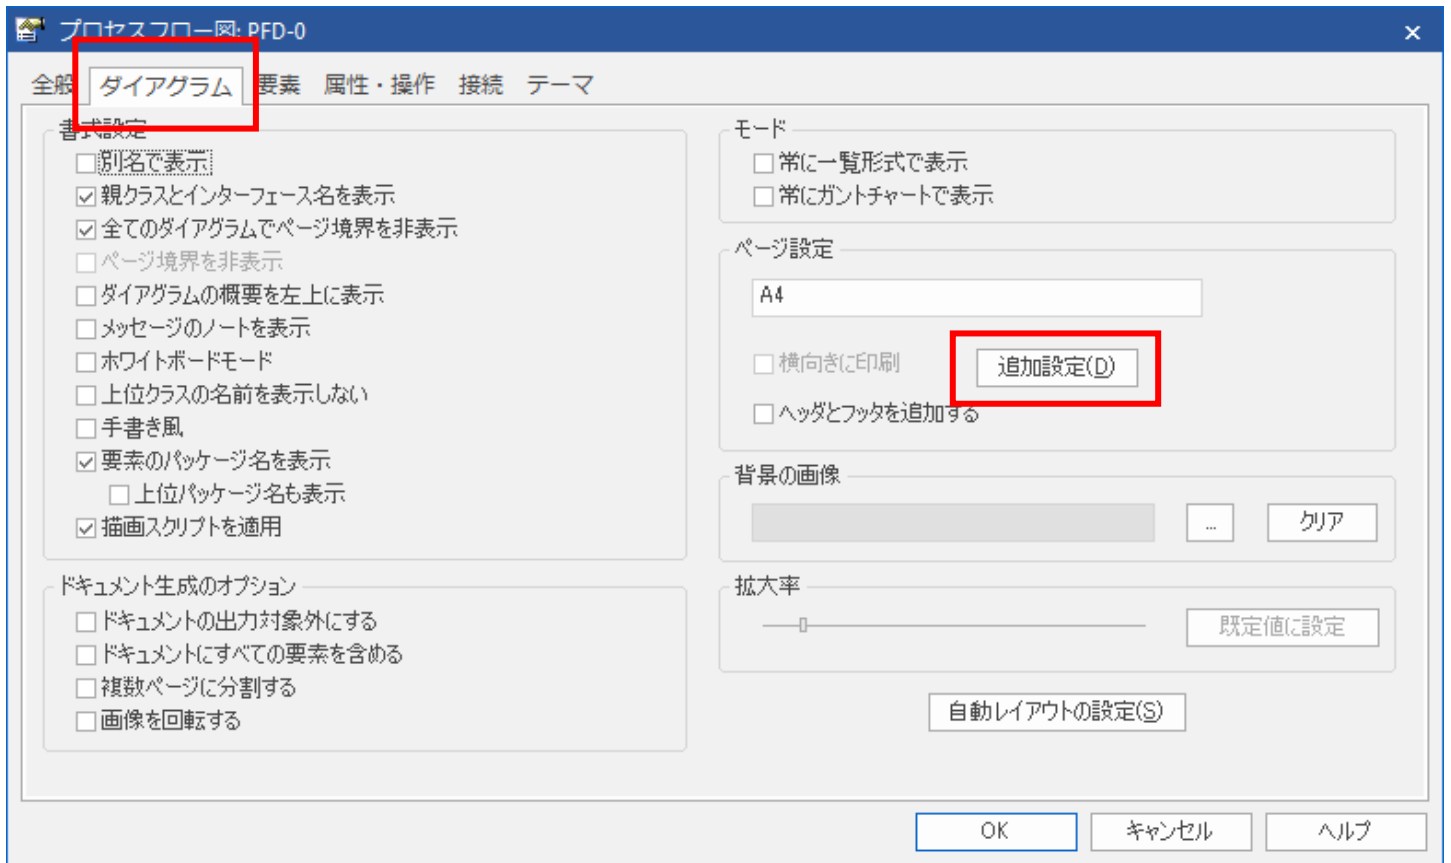 プロセスフロー図: PFD-0
全般 ダイアグラム 要素 属性・操作 接続 テーマ
書式設定
別名で表示
親クラスとインターフェース名を表示
全てのダイアグラムでページ境界を非表示
ページ境界を非表示
ダイアグラムの概要を左上に表示
メッセージのノートを表示
ホワイトボードモード
上位クラスの名前を表示しない
手書き風
要素のパッケージ名を表示
上位パッケージ名も表示
描画スクリプトを適用
ドキュメント生成のオプション
ドキュメントの出力対象外にする
ドキュメントにすべての要素を含める
複数ページに分割する
画像を回転する
モード
常に一覧形式で表示
常にガントチャートで表示
ページ設定
A4
横向きに印刷
追加設定(D)
ヘッダとフッタを追加する
背景の画像
...
クリア
拡大率
既定値に設定
自動レイアウトの設定(S)
OK キャンセル ヘルプ